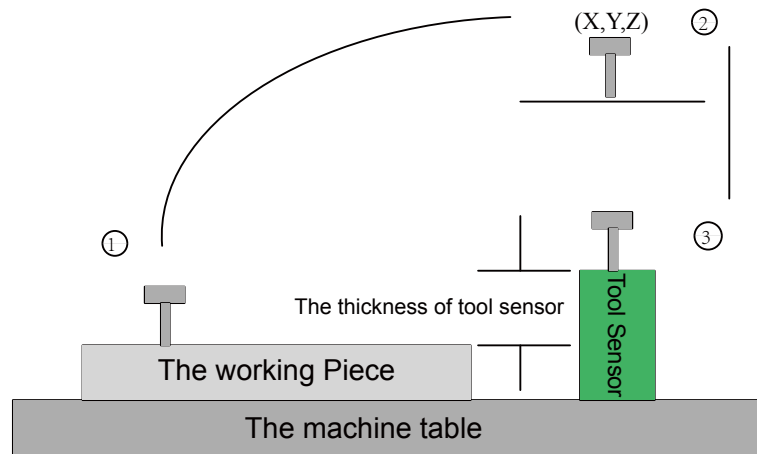 (X,Y,Z)
②
①
③
The thickness of tool sensor
Tool Sensor
The working Piece
The machine table